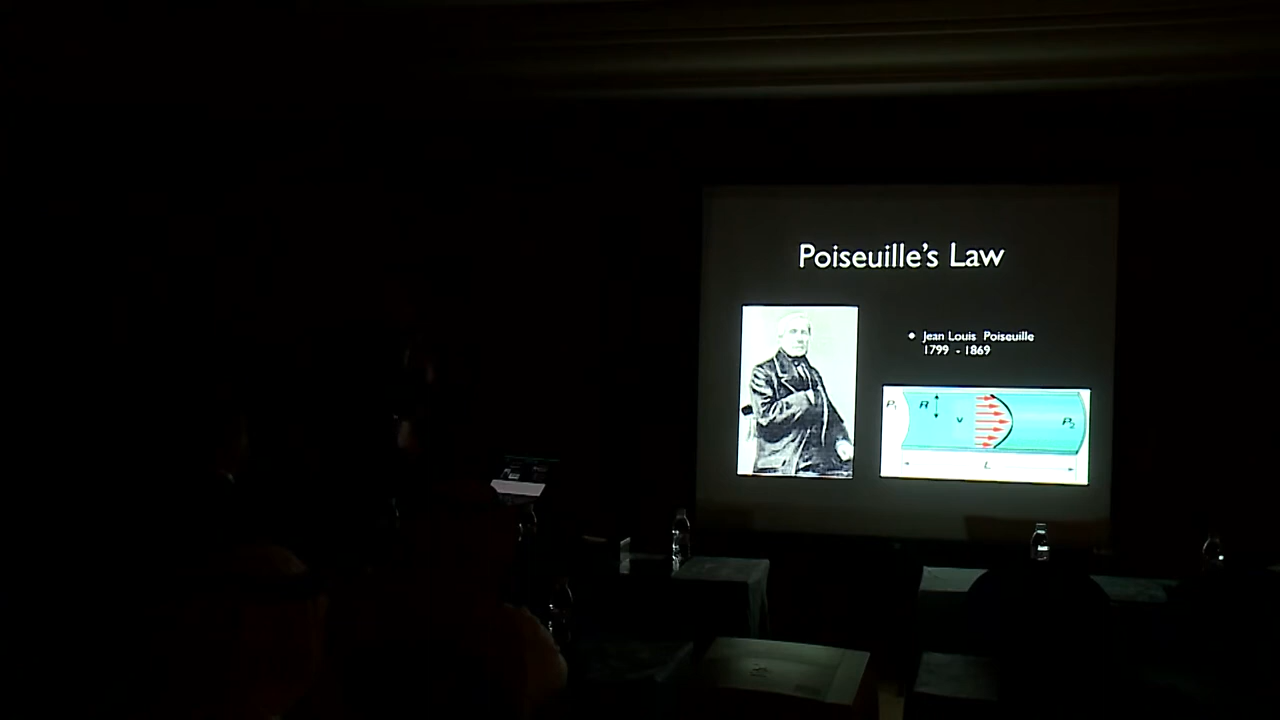 Poiseuille's Law
Jean Louis Poiseuille
1799 - 1869
P₁
R
v
P₂
L